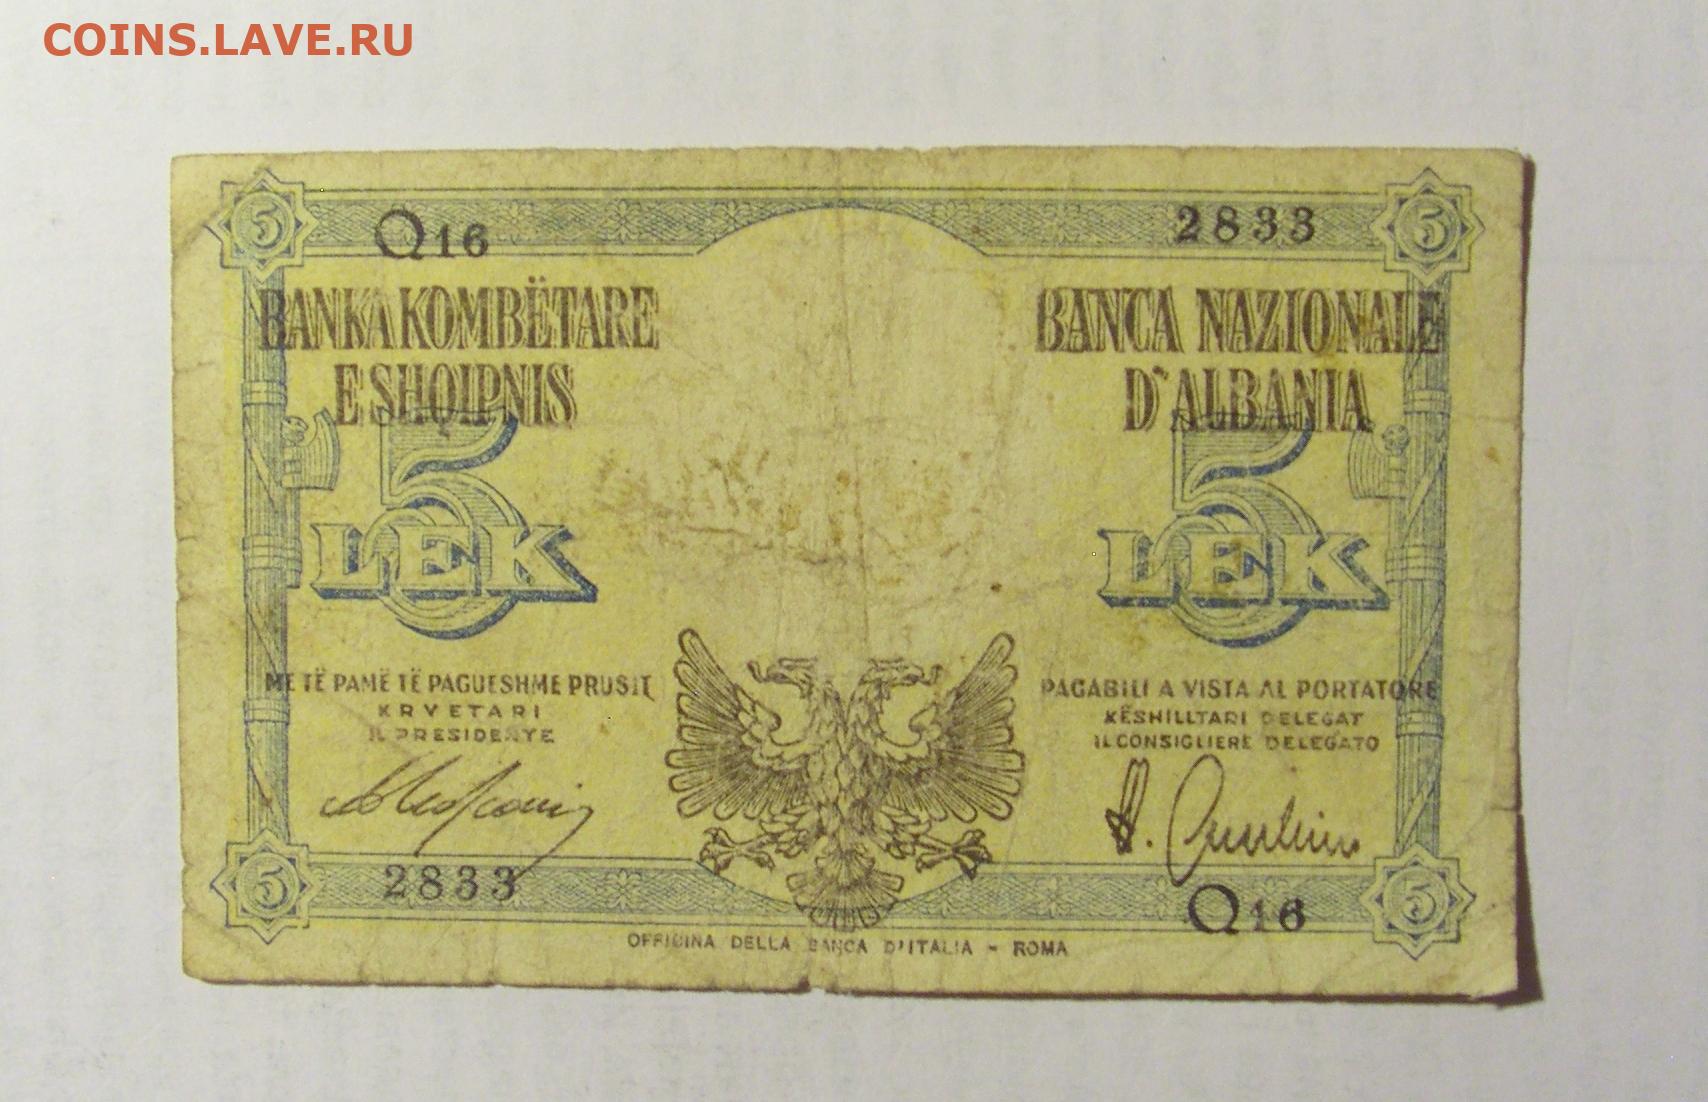 COINS.LAVE.RU
5
5
Q16
2833
BANKA KOMBËTARE
E SHQIPNIS
BANCA NAZIONALE
D'ALBANIA
5
LEK
5
LEK
ME TË PAMË TË PAGUESHME PRUSIT
KRYETARI
IL PRESIDENTE
PAGABILI A VISTA AL PORTATORE
KËSHILLTARI DELEGAT
IL CONSIGLIERE DELEGATO
2833
Q16
5
5
OFFICINA DELLA BANCA D'ITALIA - ROMA